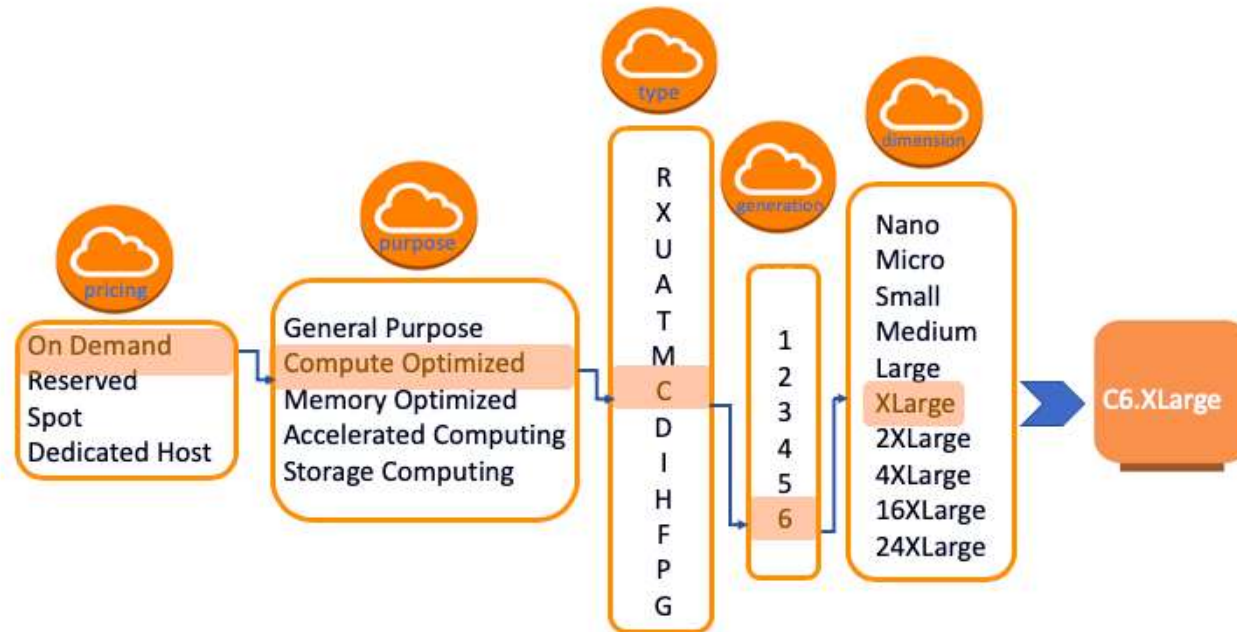 pricing
On Demand
Reserved
Spot
Dedicated Host
purpose
General Purpose
Compute Optimized
Memory Optimized
Accelerated Computing
Storage Computing
type
R
X
U
A
T
M
C
D
I
H
F
P
G
generation
1
2
3
4
5
6
dimension
Nano
Micro
Small
Medium
Large
XLarge
2XLarge
4XLarge
16XLarge
24XLarge
C6.XLarge